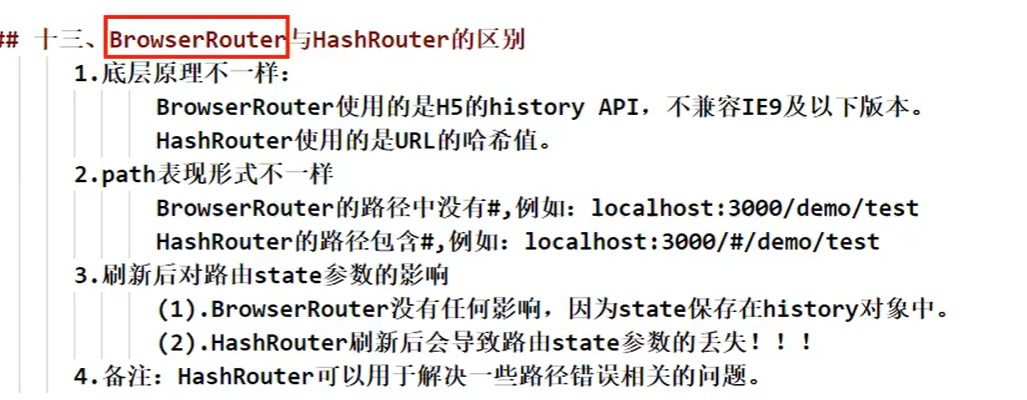 ## 十三、BrowserRouter与HashRouter的区别
1.底层原理不一样：
BrowserRouter使用的是H5的history API，不兼容IE9及以下版本。
HashRouter使用的是URL的哈希值。
2.path表现形式不一样
BrowserRouter的路径中没有#,例如：localhost:3000/demo/test
HashRouter的路径包含#,例如：localhost:3000/#/demo/test
3.刷新后对路由state参数的影响
(1).BrowserRouter没有任何影响，因为state保存在history对象中。
(2).HashRouter刷新后会导致路由state参数的丢失！！！
4.备注：HashRouter可以用于解决一些路径错误相关的问题。